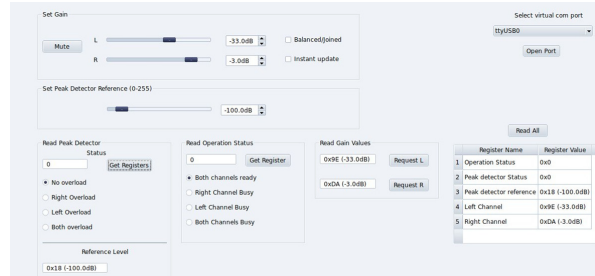 Set Gain
Mute
L
-33.0dB
Balanced/Joined
R
-3.0dB
Instant update
Select virtual com port
ttyUSB0
Open Port
Set Peak Detector Reference (0-255)
-100.0dB
Read All
Read Peak Detector
Status
0
Get Registers
No overload
Right Overload
Left Overload
Both overload
Reference Level
0x18 (-100.0dB)
Read Operation Status
0
Get Register
Both channels ready
Right Channel Busy
Left Channel Busy
Both Channels Busy
Read Gain Values
0x9E (-33.0dB)
Request L
0xDA (-3.0dB)
Request R
Register Name Register Value
1 Operation Status 0x0
2 Peak detector Status 0x0
3 Peak detector reference 0x18 (-100.0dB)
4 Left Channel 0x9E (-33.0dB)
5 Right Channel 0xDA (-3.0dB)